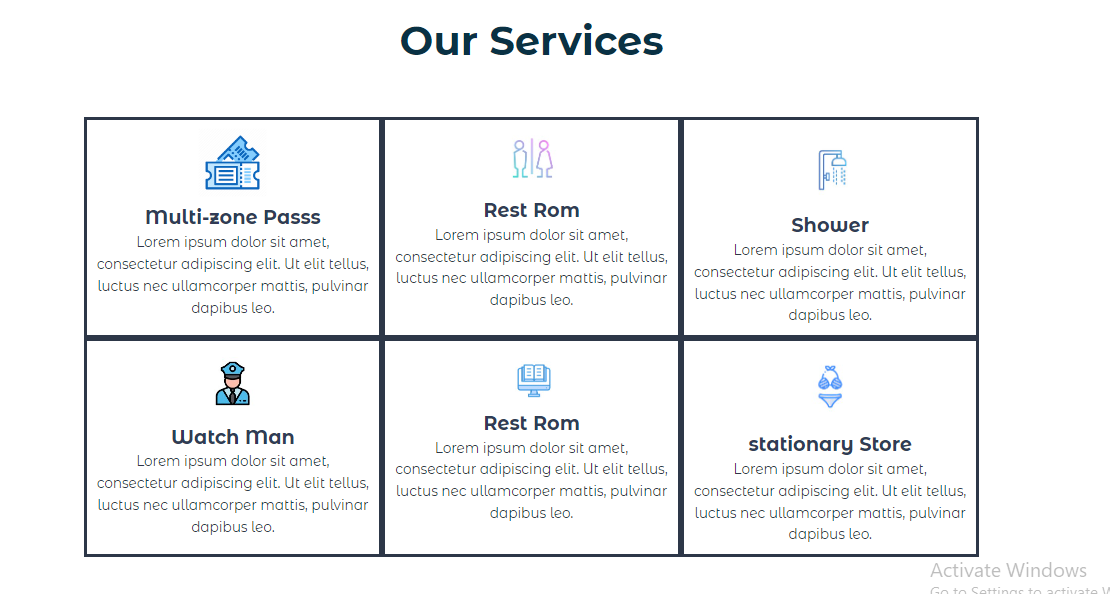 Our Services
Multi-zone Passs
Lorem ipsum dolor sit amet,
consectetur adipiscing elit. Ut elit tellus,
luctus nec ullamcorper mattis, pulvinar
dapibus leo.
Rest Rom
Lorem ipsum dolor sit amet,
consectetur adipiscing elit. Ut elit tellus,
luctus nec ullamcorper mattis, pulvinar
dapibus leo.
Shower
Lorem ipsum dolor sit amet,
consectetur adipiscing elit. Ut elit tellus,
luctus nec ullamcorper mattis, pulvinar
dapibus leo.
Watch Man
Lorem ipsum dolor sit amet,
consectetur adipiscing elit. Ut elit tellus,
luctus nec ullamcorper mattis, pulvinar
dapibus leo.
Rest Rom
Lorem ipsum dolor sit amet,
consectetur adipiscing elit. Ut elit tellus,
luctus nec ullamcorper mattis, pulvinar
dapibus leo.
stationary Store
Lorem ipsum dolor sit amet,
consectetur adipiscing elit. Ut elit tellus,
luctus nec ullamcorper mattis, pulvinar
dapibus leo.
Activate Windows
Go to Settings to activate W